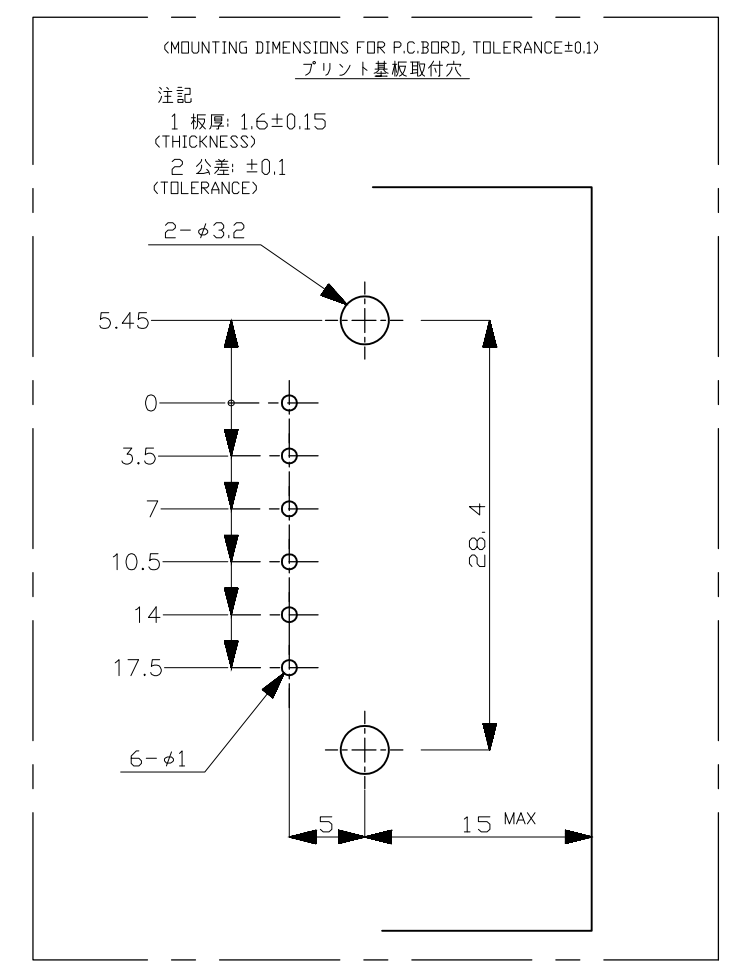 (MOUNTING DIMENSIONS FOR P.C.BORD, TOLERANCE±0.1)
プリント基板取付穴
注記
1 板厚: 1.6±0.15
(THICKNESS)
2 公差: ±0.1
(TOLERANCE)
2-φ3.2
5.45
0
3.5
7
10.5
14
17.5
28.4
6-φ1
5
15 MAX